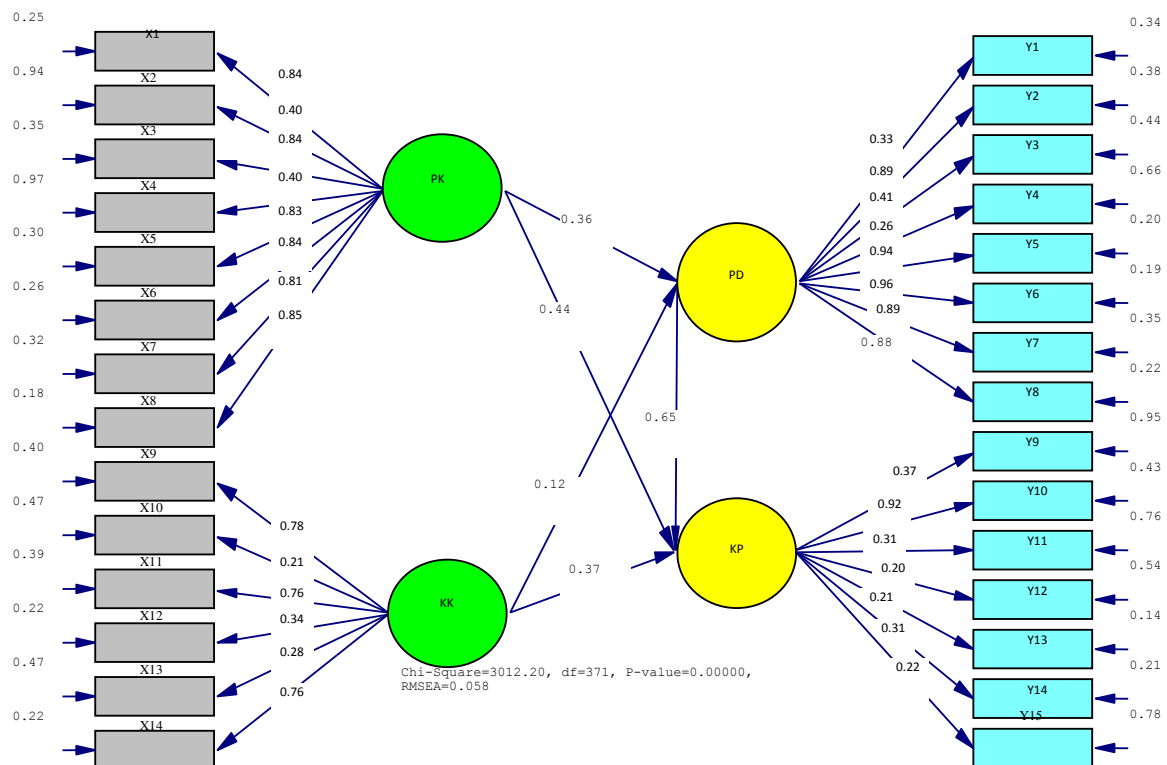 0.25
X1
0.94
X2
0.35
X3
0.97
X4
0.30
X5
0.26
X6
0.32
X7
0.18
X8
0.40
X9
0.47
X10
0.39
X11
0.22
X12
0.47
X13
0.22
X14
0.84
0.40
0.84
0.40
0.83
0.84
0.81
0.85
0.78
0.21
0.76
0.34
0.28
0.76
PK
KK
0.36
0.44
0.12
0.37
0.65
PD
KP
Chi-Square=3012.20, df=371, P-value=0.00000,
RMSEA=0.058
0.33
0.89
0.41
0.26
0.94
0.96
0.89
0.88
0.37
0.92
0.31
0.20
0.21
0.31
0.22
0.34
Y1
0.38
Y2
0.44
Y3
0.66
Y4
0.20
Y5
0.19
Y6
0.35
Y7
0.22
Y8
0.95
Y9
0.43
Y10
0.76
Y11
0.54
Y12
0.14
Y13
0.21
Y14
0.78
Y15